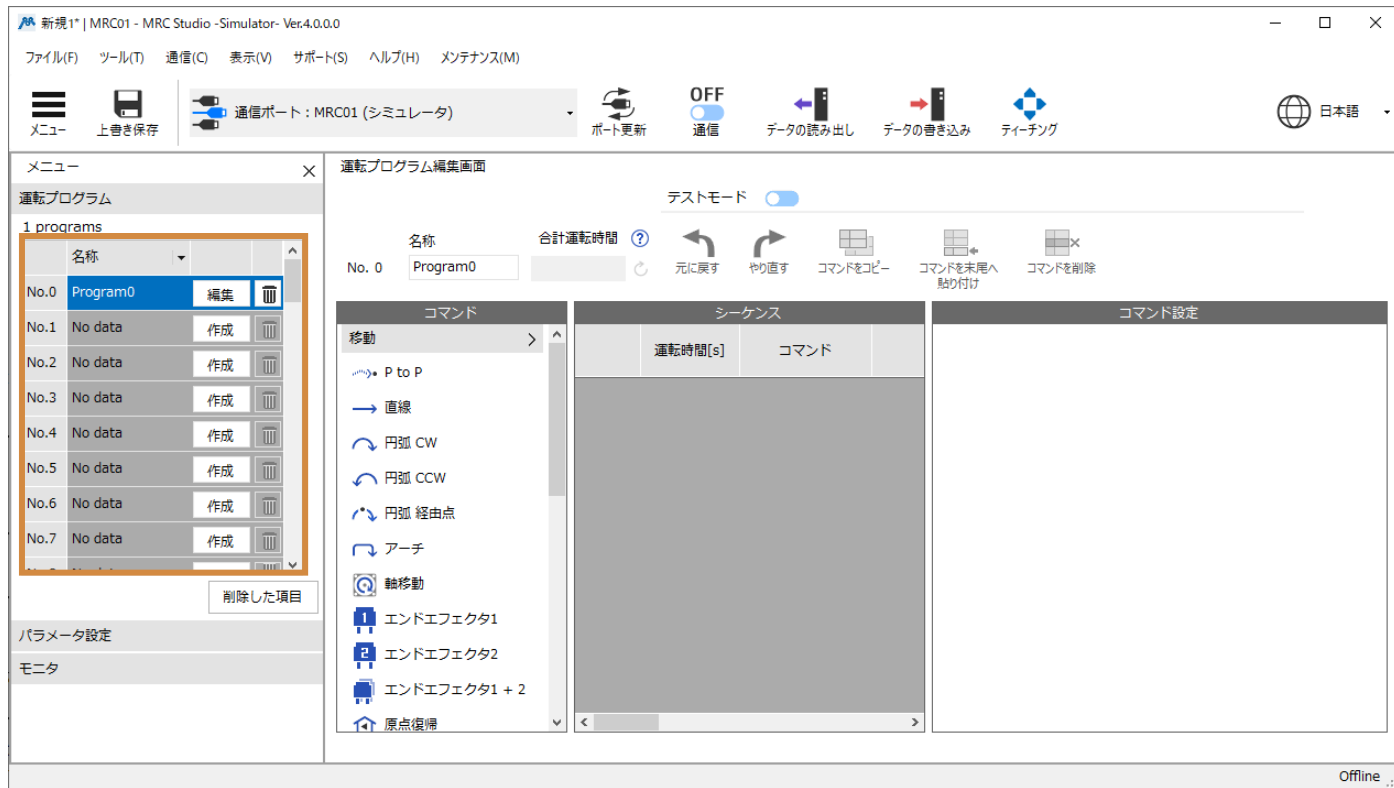 新規1* | MRC01 - MRC Studio -Simulator- Ver.4.0.0.0
ファイル(F) ツール(T) 通信(C) 表示(V) サポート(S) ヘルプ(H) メンテナンス(M)
メニュー
上書き保存
通信ポート : MRC01 (シミュレータ)
ポート更新
OFF
通信
データの読み出し
データの書き込み
ティーチング
日本語
メニュー
運転プログラム
1 programs
名称
No.0 Program0 編集
No.1 No data 作成
No.2 No data 作成
No.3 No data 作成
No.4 No data 作成
No.5 No data 作成
No.6 No data 作成
No.7 No data 作成
削除した項目
パラメータ設定
モニタ
運転プログラム編集画面
テストモード
名称
合計運転時間 ?
No. 0 Program0
元に戻す
やり直す
コマンドをコピー
コマンドを末尾へ
貼り付け
コマンドを削除
コマンド
移動
P to P
直線
円弧 CW
円弧 CCW
円弧 経由点
アーチ
軸移動
1 エンドエフェクタ1
2 エンドエフェクタ2
エンドエフェクタ1 + 2
原点復帰
シーケンス
運転時間[s] コマンド
コマンド設定
Offline